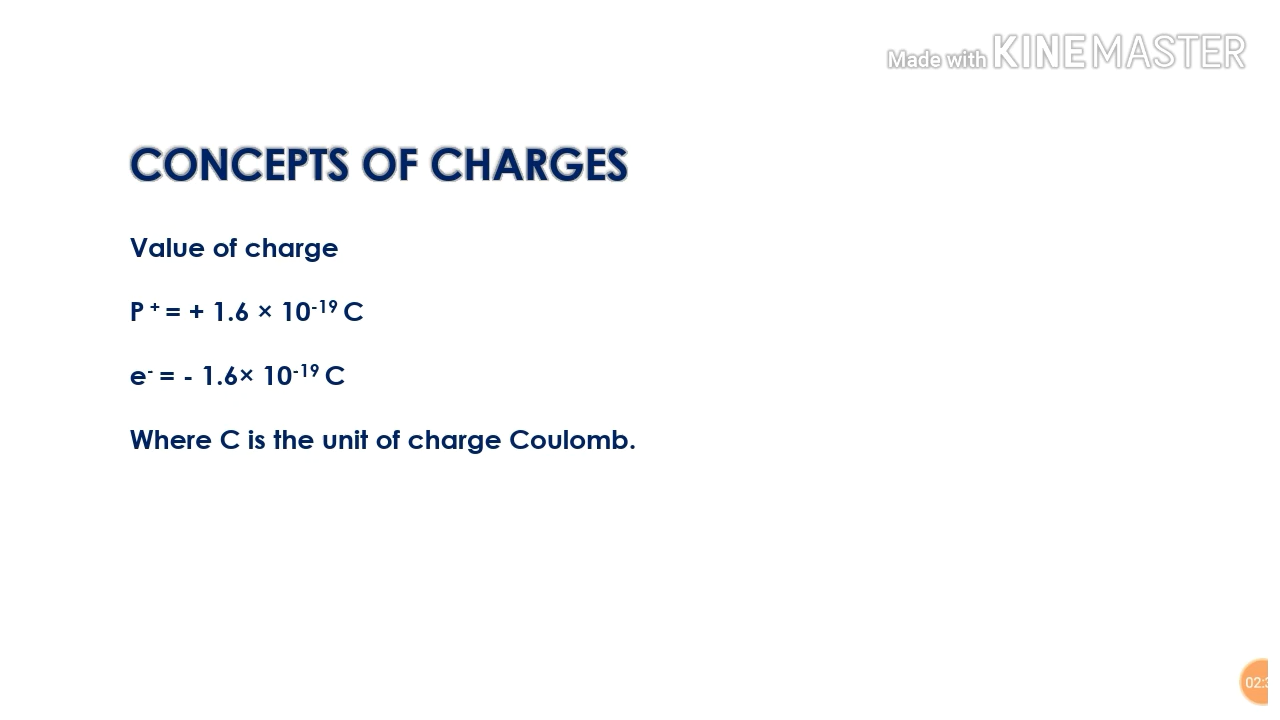 Made with KINEMASTER
CONCEPTS OF CHARGES
Value of charge
P ⁺ = + 1.6 × 10⁻¹⁹ C
e⁻ = - 1.6× 10⁻¹⁹ C
Where C is the unit of charge Coulomb.